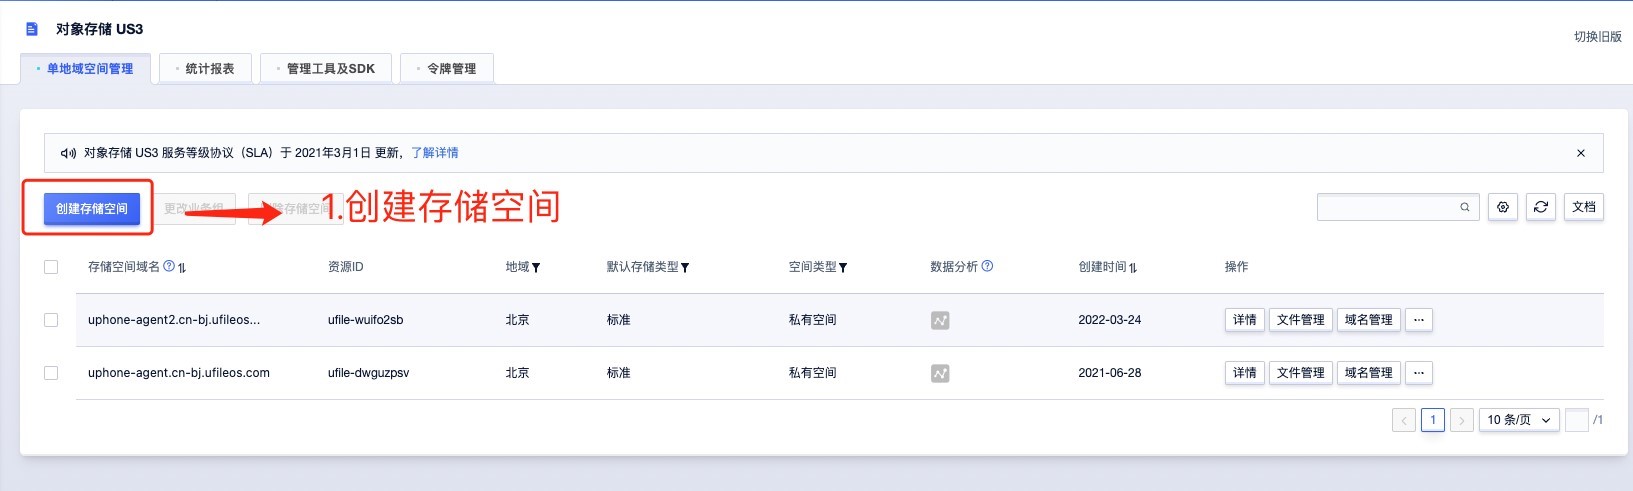 对象存储 US3
切换旧版
单地域空间管理
统计报表
管理工具及SDK
令牌管理
对象存储 US3 服务等级协议（SLA）于 2021年3月1日 更新，了解详情
创建存储空间
更改业务组
除存储空间
1.创建存储空间
文档
存储空间域名 资源ID 地域 默认存储类型 空间类型 数据分析 创建时间 操作
uphone-agent2.cn-bj.ufileos... ufile-wuifo2sb 北京 标准 私有空间 2022-03-24 详情 文件管理 域名管理 ...
uphone-agent.cn-bj.ufileos.com ufile-dwguzpsv 北京 标准 私有空间 2021-06-28 详情 文件管理 域名管理 ...
1 10 条/页 /1